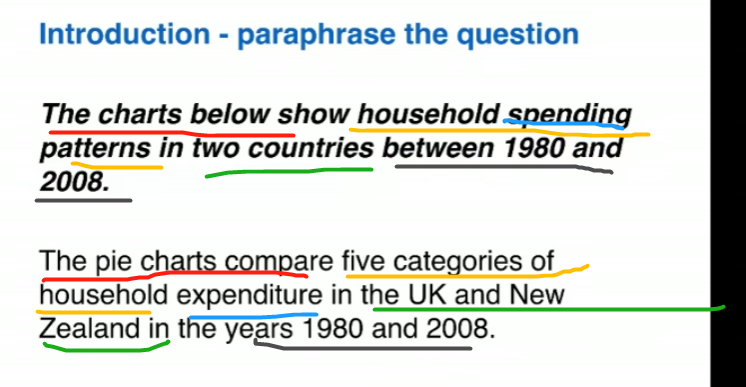 Introduction - paraphrase the question
The charts below show household spending
patterns in two countries between 1980 and
2008.
The pie charts compare five categories of
household expenditure in the UK and New
Zealand in the years 1980 and 2008.